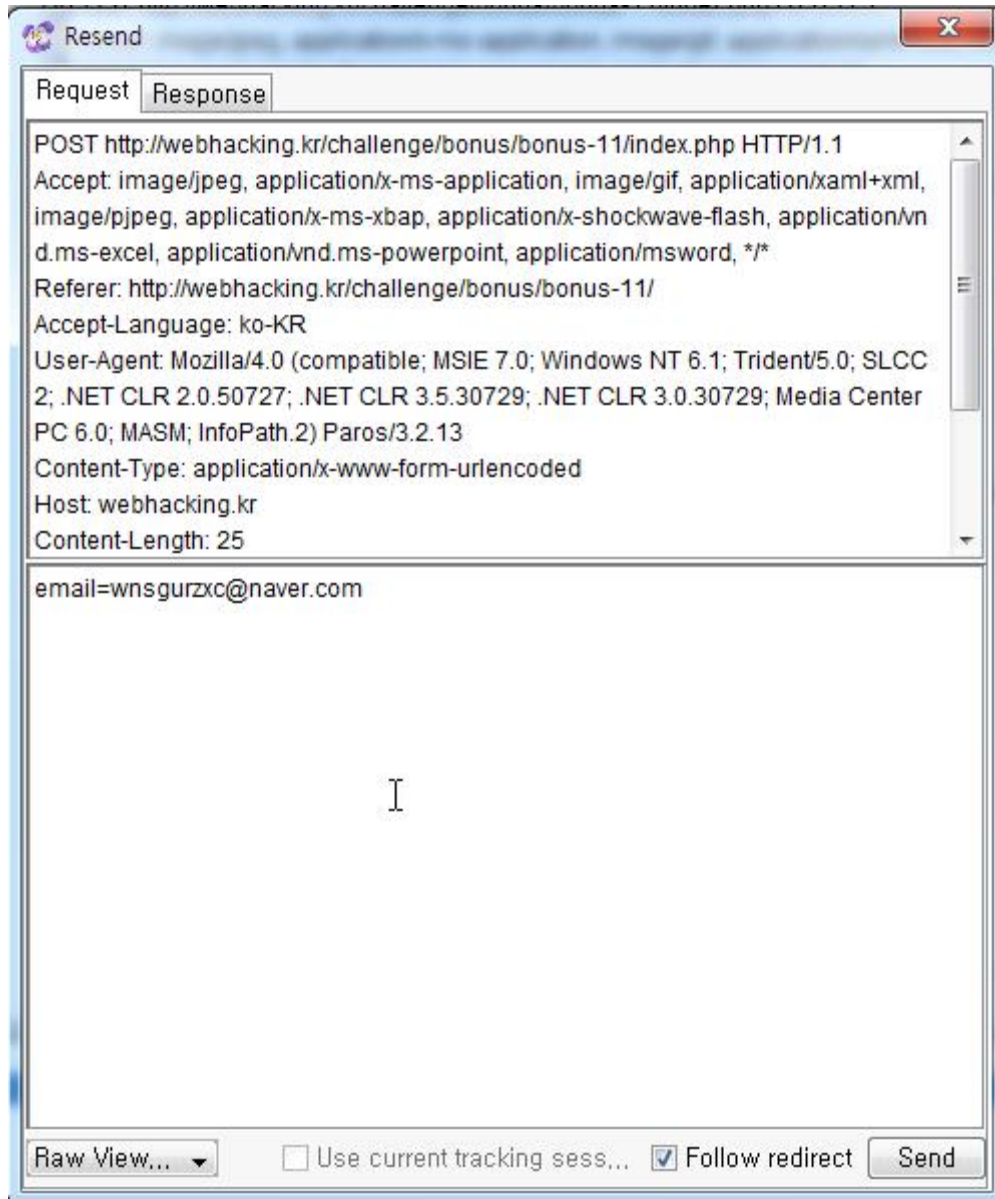 Resend
Request Response
POST http://webhacking.kr/challenge/bonus/bonus-11/index.php HTTP/1.1
Accept: image/jpeg, application/x-ms-application, image/gif, application/xaml+xml,
image/pjpeg, application/x-ms-xbap, application/x-shockwave-flash, application/vn
d.ms-excel, application/vnd.ms-powerpoint, application/msword, */*
Referer: http://webhacking.kr/challenge/bonus/bonus-11/
Accept-Language: ko-KR
User-Agent: Mozilla/4.0 (compatible; MSIE 7.0; Windows NT 6.1; Trident/5.0; SLCC
2; .NET CLR 2.0.50727; .NET CLR 3.5.30729; .NET CLR 3.0.30729; Media Center
PC 6.0; MASM; InfoPath.2) Paros/3.2.13
Content-Type: application/x-www-form-urlencoded
Host: webhacking.kr
Content-Length: 25
email=wnsgurzxc@naver.com
Raw View... Use current tracking sess... Follow redirect Send